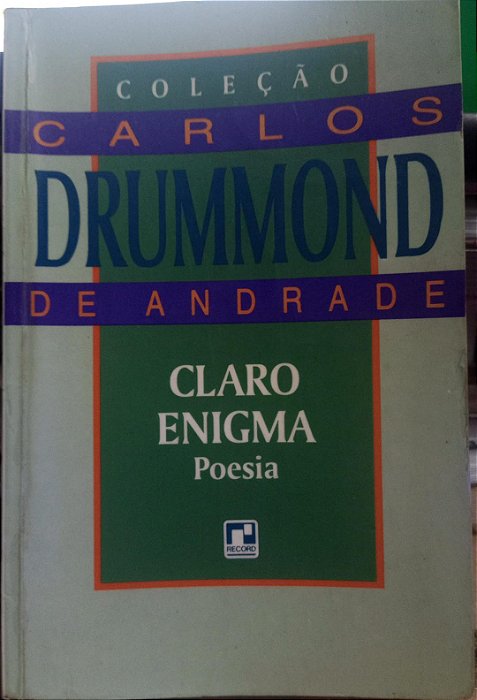 COLEÇÃO
CARLOS
DRUMMOND
DE ANDRADE
CLARO
ENIGMA
Poesia
RECORD